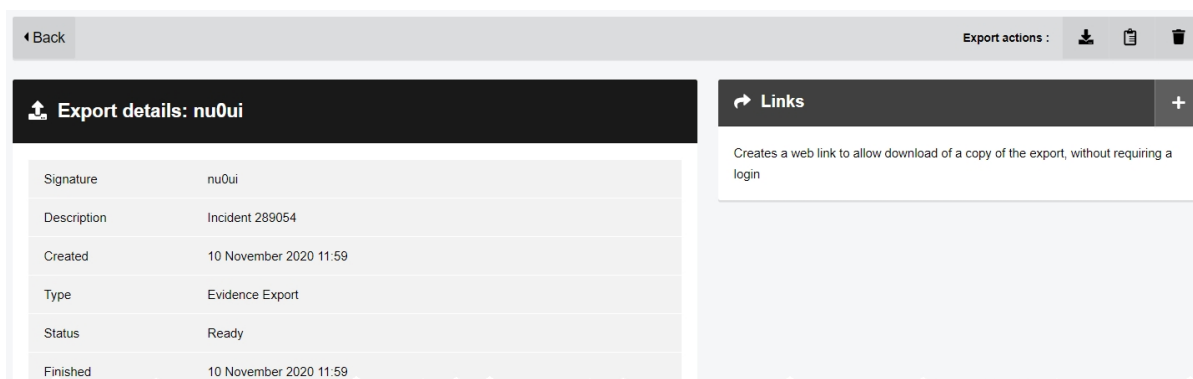 Back
Export actions :
Export details: nu0ui
Signature nu0ui
Description Incident 289054
Created 10 November 2020 11:59
Type Evidence Export
Status Ready
Finished 10 November 2020 11:59
Links
Creates a web link to allow download of a copy of the export, without requiring a
login